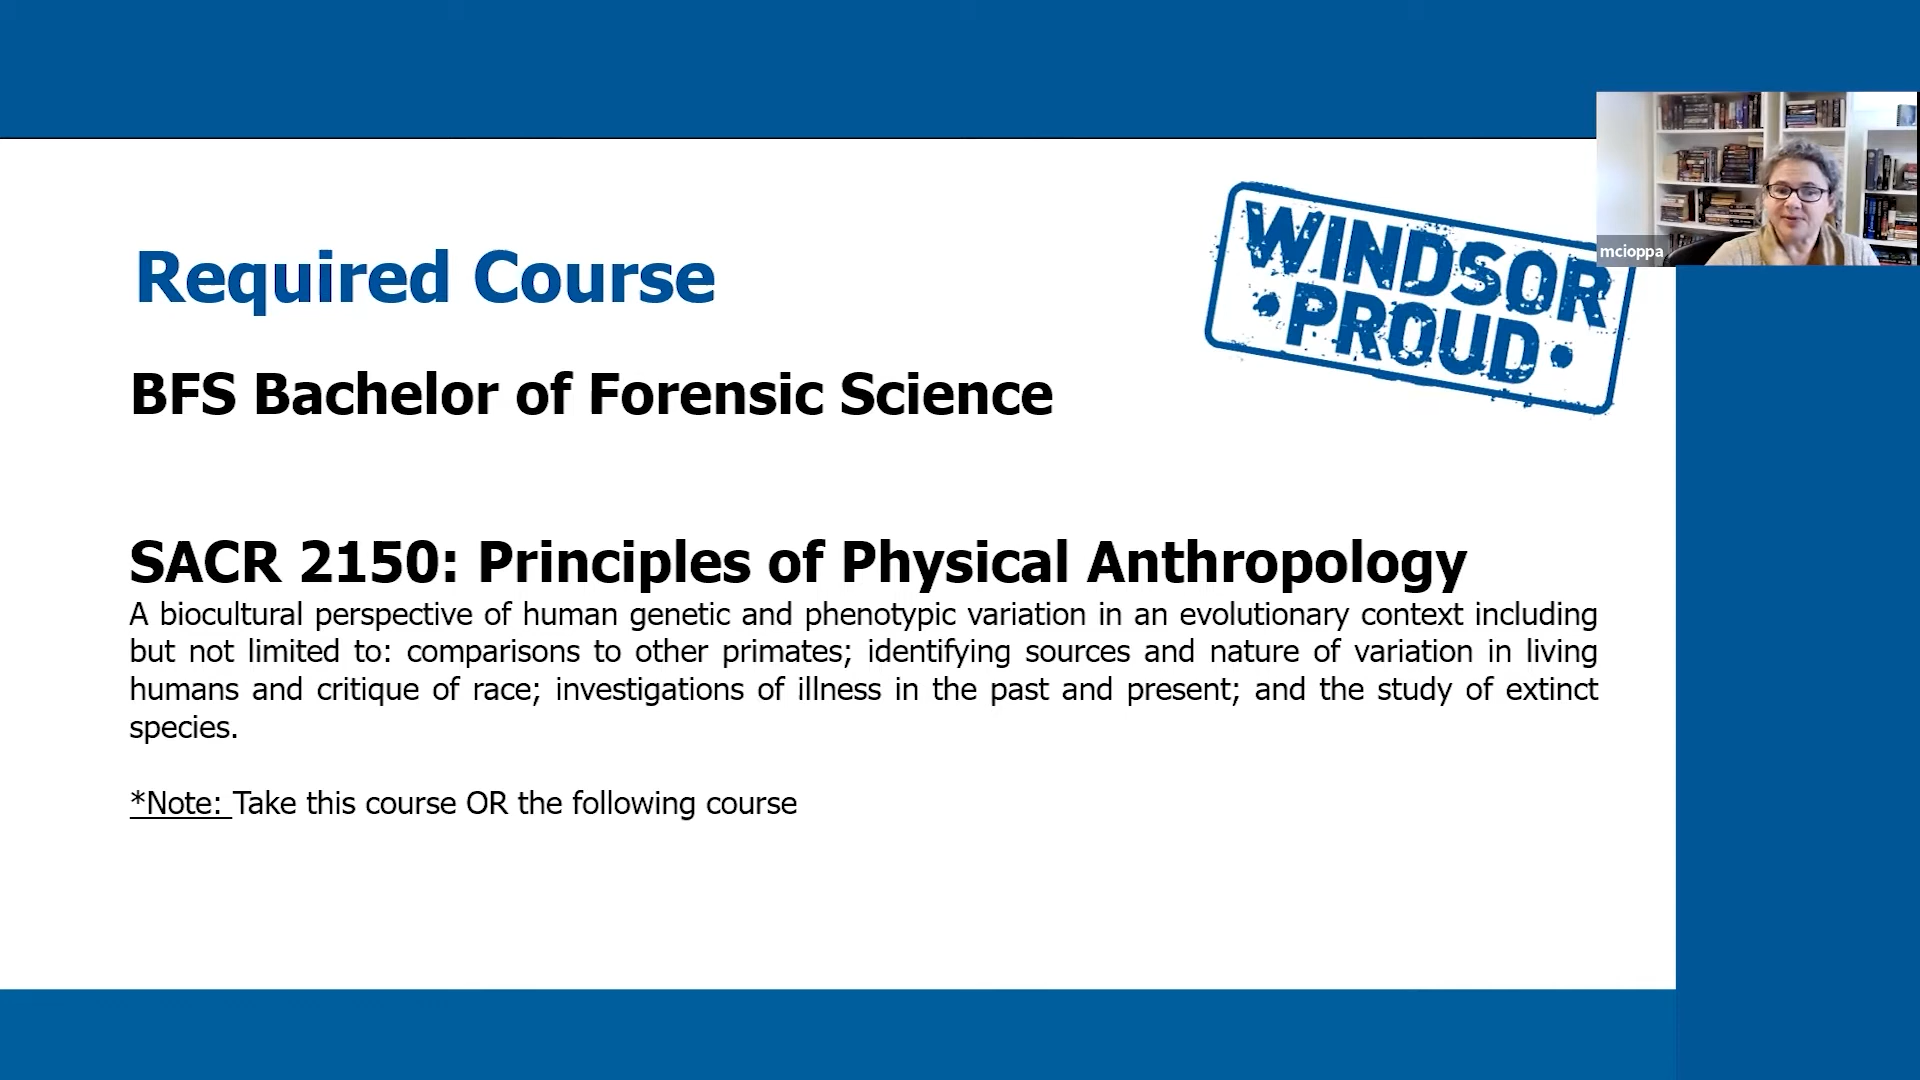 WINDSOR
•PROUD•
mcioppa
Required Course
BFS Bachelor of Forensic Science
SACR 2150: Principles of Physical Anthropology
A biocultural perspective of human genetic and phenotypic variation in an evolutionary context including
but not limited to: comparisons to other primates; identifying sources and nature of variation in living
humans and critique of race; investigations of illness in the past and present; and the study of extinct
species.
*Note: Take this course OR the following course